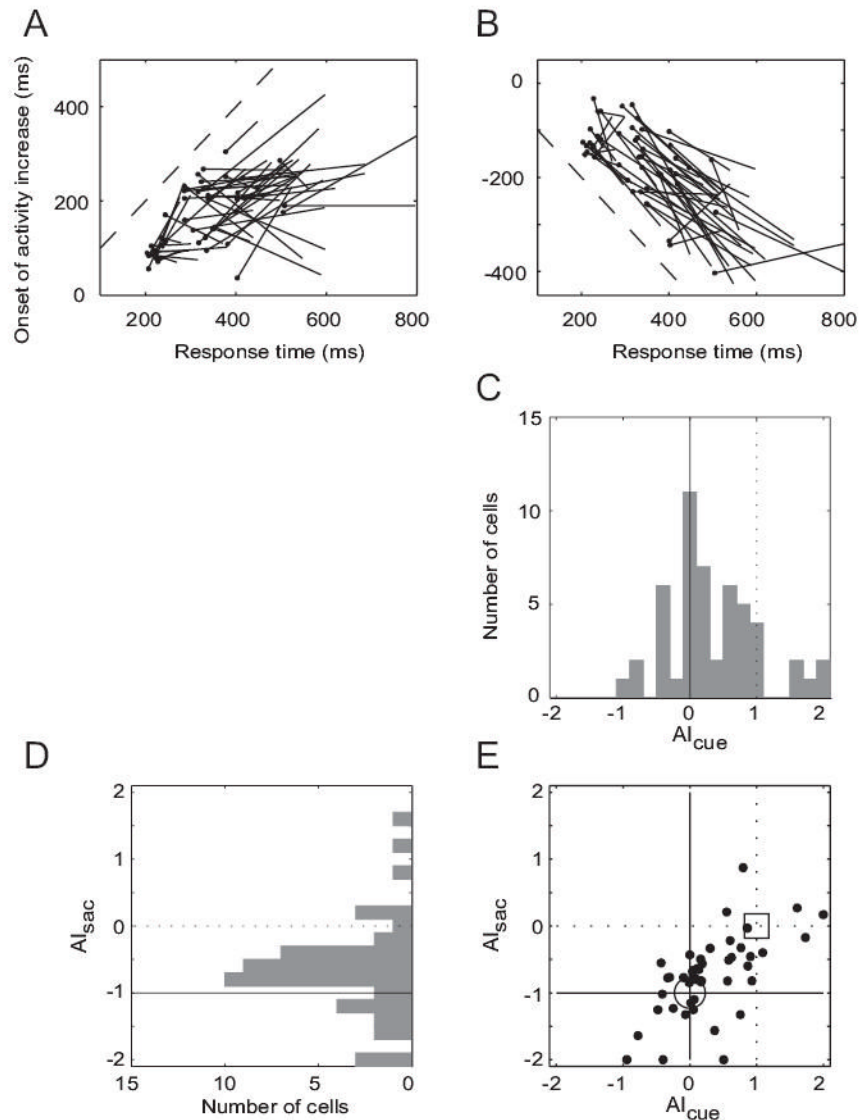 A
B
Onset of activity increase (ms)
400
200
0
200 400 600 800
Response time (ms)
0
-200
-400
200 400 600 800
Response time (ms)
C
Number of cells
15
10
5
0
-2 -1 0 1 2
AIcue
D
AIsac
2
1
0
-1
-2
15 10 5 0
Number of cells
E
AIsac
2
1
0
-1
-2
-2 -1 0 1 2
AIcue